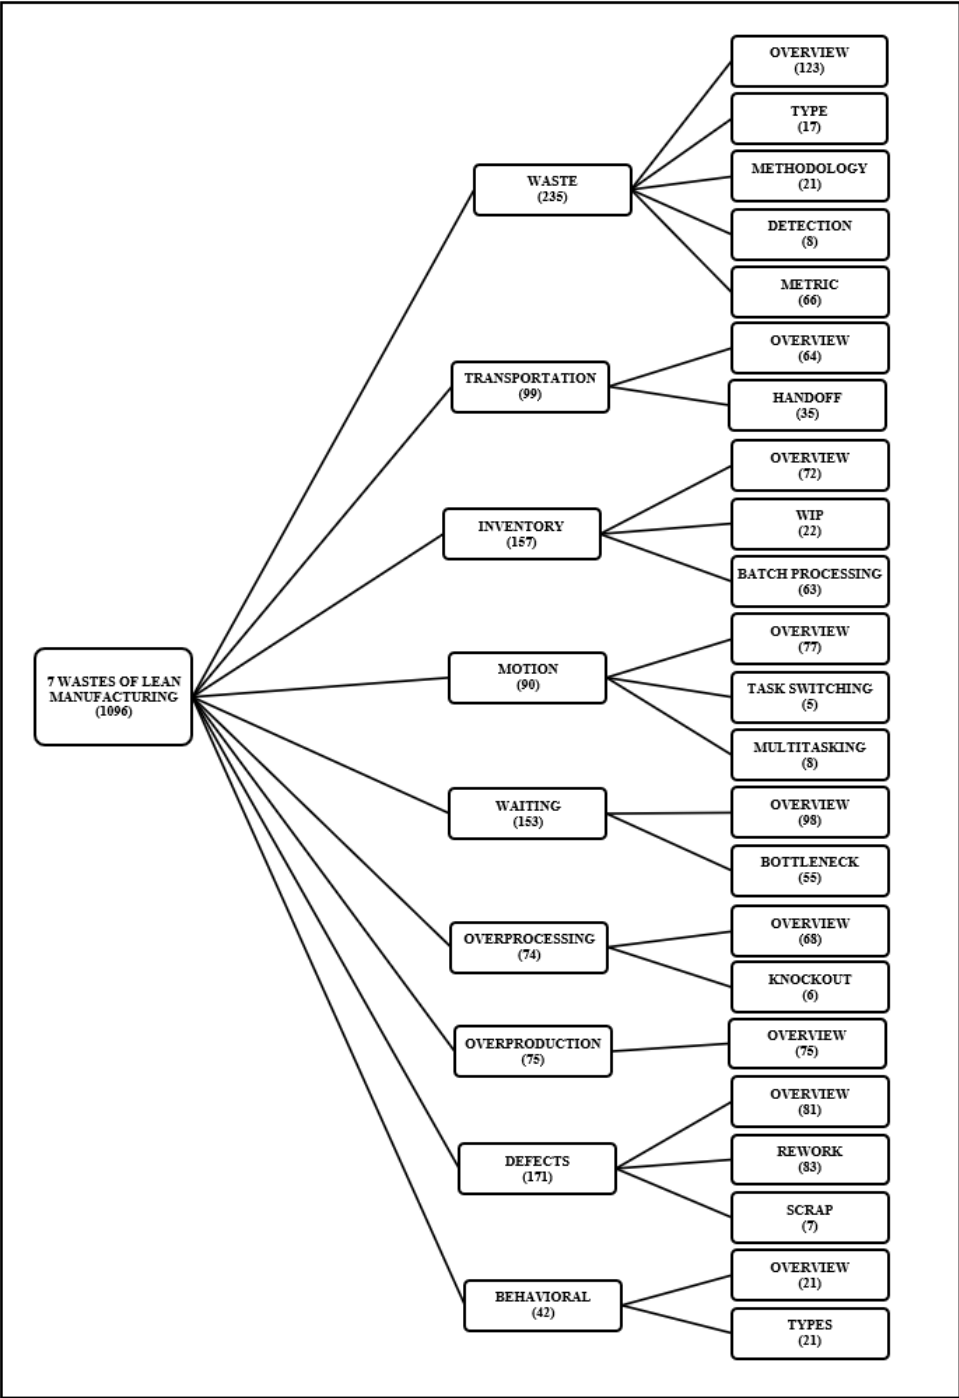 7 WASTES OF LEAN
MANUFACTURING
(1096)
WASTE
(235)
OVERVIEW
(123)
TYPE
(17)
METHODOLOGY
(21)
DETECTION
(8)
METRIC
(66)
TRANSPORTATION
(99)
OVERVIEW
(64)
HANDOFF
(35)
INVENTORY
(157)
OVERVIEW
(72)
WIP
(22)
BATCH PROCESSING
(63)
MOTION
(90)
OVERVIEW
(77)
TASK SWITCHING
(5)
MULTITASKING
(8)
WAITING
(153)
OVERVIEW
(98)
BOTTLENECK
(55)
OVERPROCESSING
(74)
OVERVIEW
(68)
KNOCKOUT
(6)
OVERPRODUCTION
(75)
OVERVIEW
(75)
DEFECTS
(171)
OVERVIEW
(81)
REWORK
(83)
SCRAP
(7)
BEHAVIORAL
(42)
OVERVIEW
(21)
TYPES
(21)